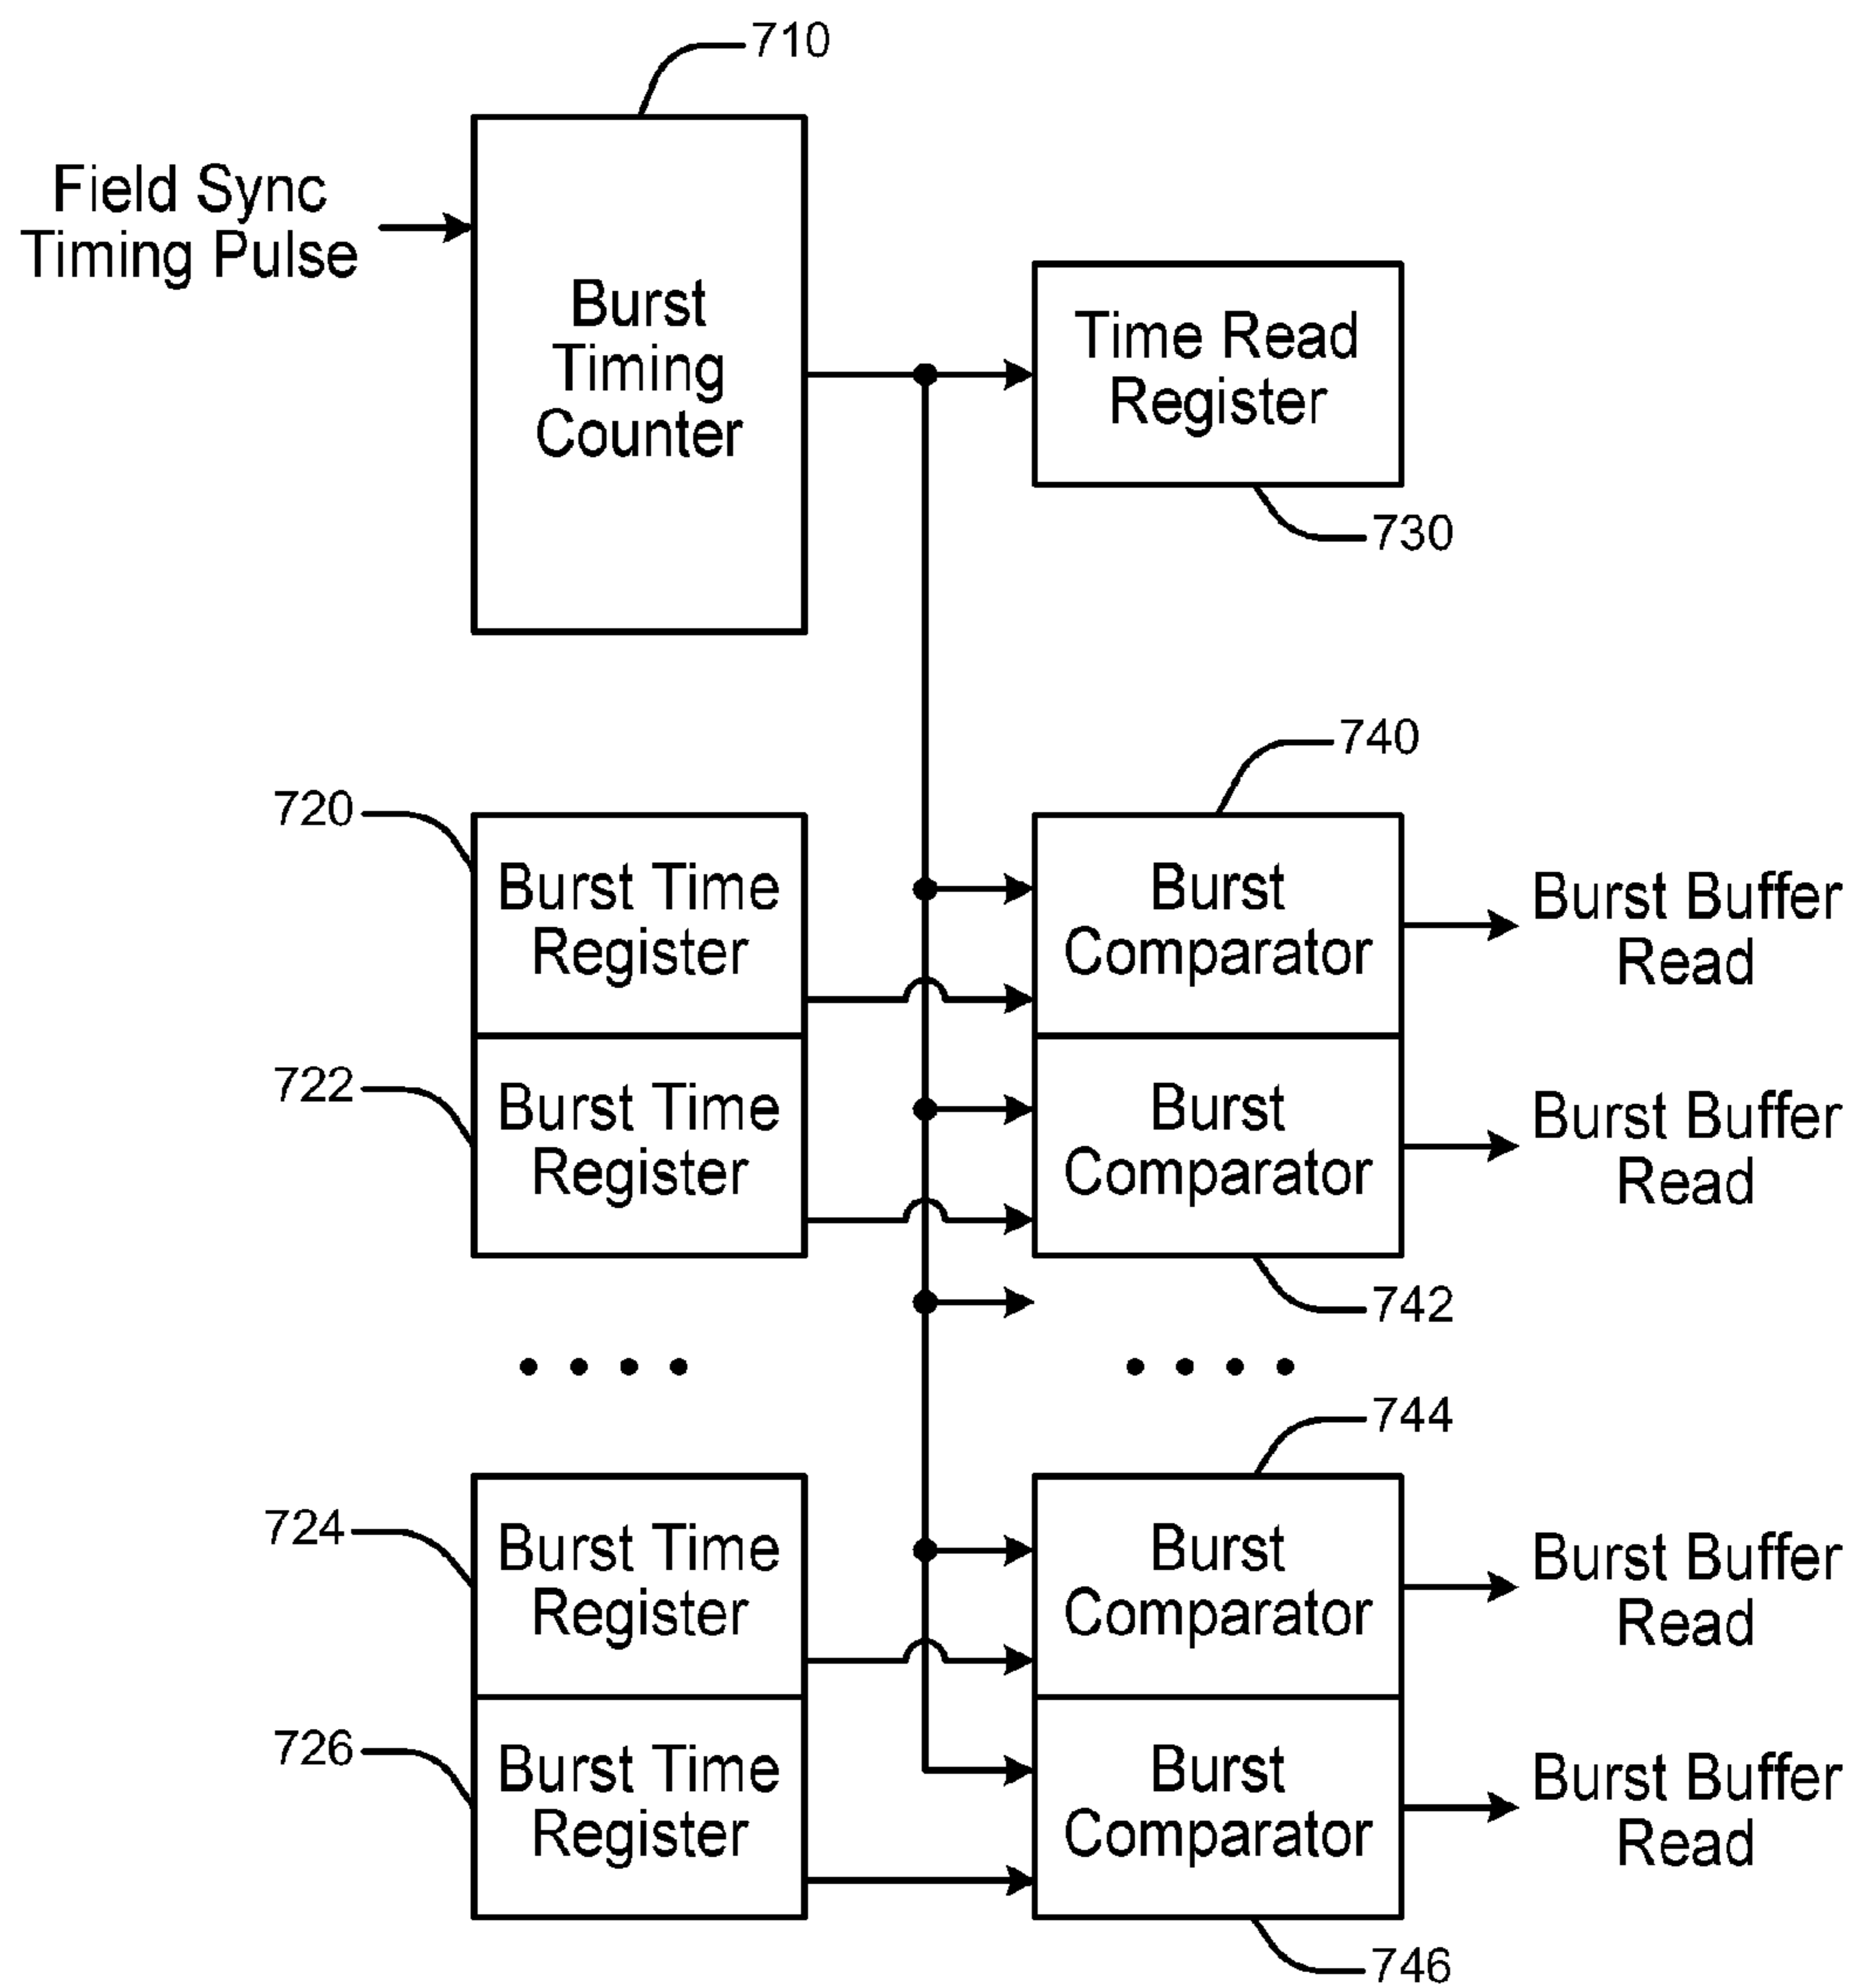 710
Field Sync
Timing Pulse
Burst
Timing
Counter
Time Read
Register
730
740
720
Burst Time
Register
Burst
Comparator
Burst Buffer
Read
722
Burst Time
Register
Burst
Comparator
Burst Buffer
Read
742
744
724
Burst Time
Register
Burst
Comparator
Burst Buffer
Read
726
Burst Time
Register
Burst
Comparator
Burst Buffer
Read
746